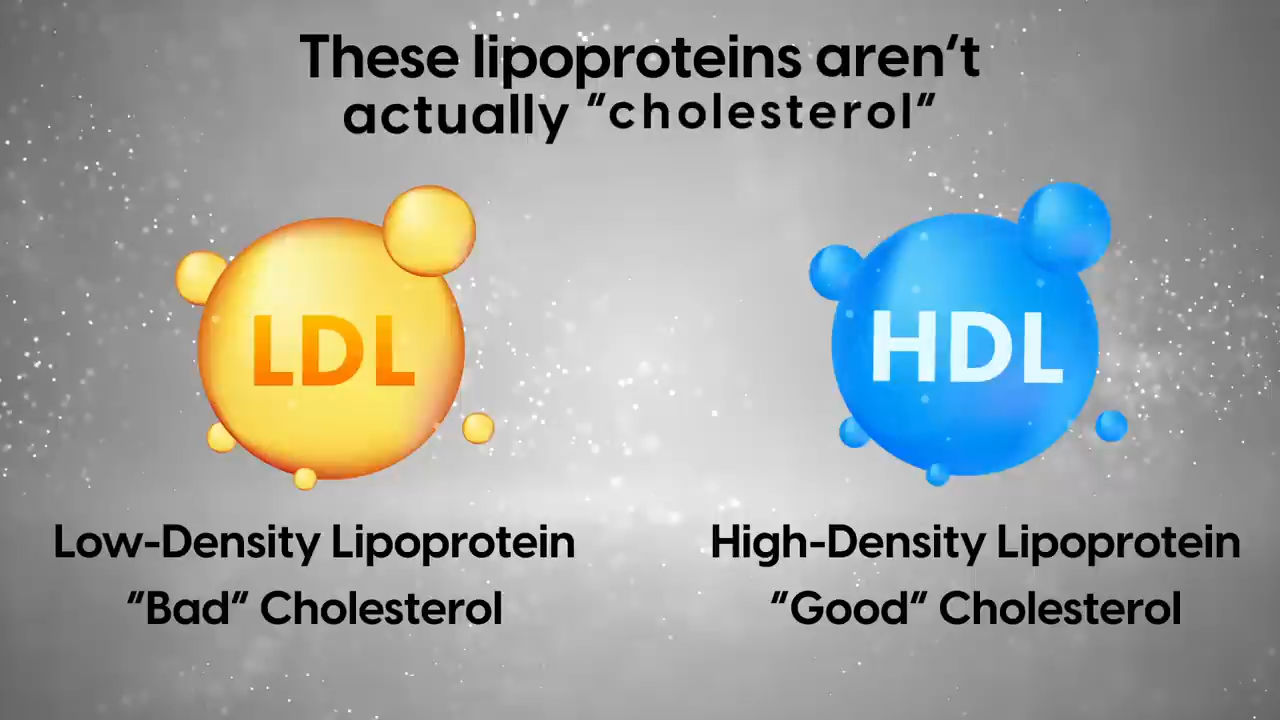 These lipoproteins aren't
actually "cholesterol"
LDL
HDL
Low-Density Lipoprotein
"Bad" Cholesterol
High-Density Lipoprotein
"Good" Cholesterol